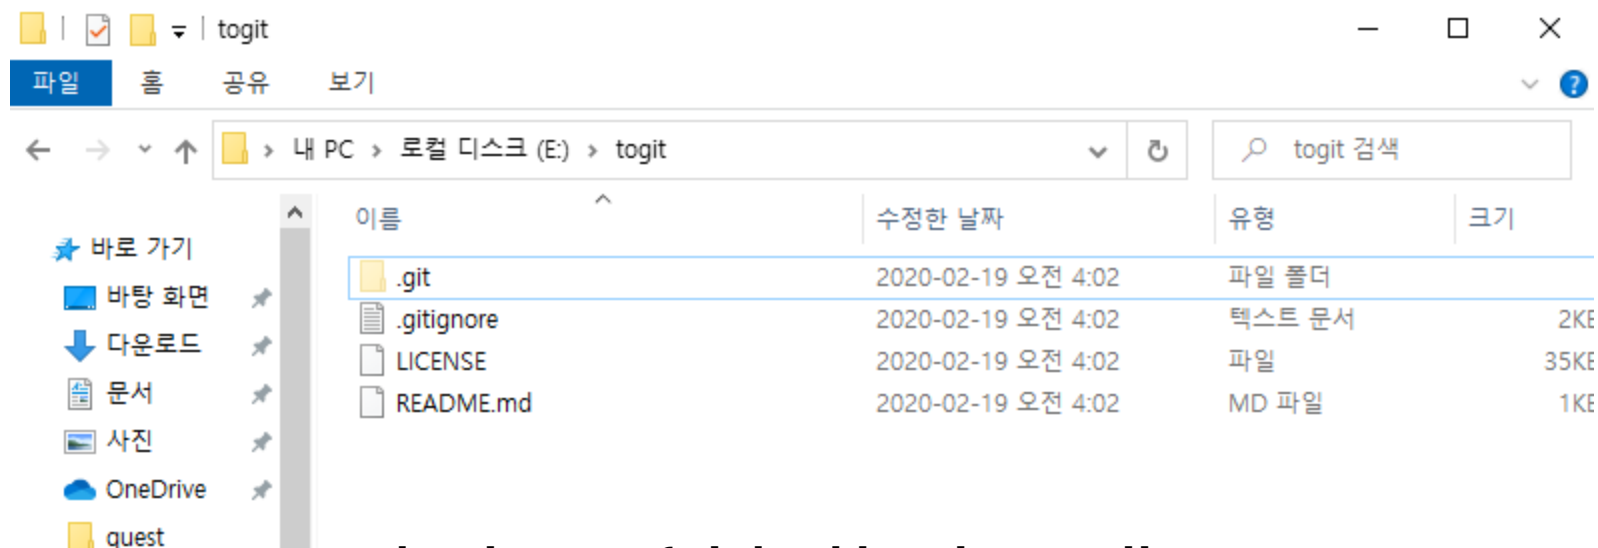 togit
파일 홈 공유 보기
내 PC > 로컬 디스크 (E:) > togit
togit 검색
바로 가기
바탕 화면
다운로드
문서
사진
OneDrive
quest
이름 수정한 날짜 유형 크기
.git 2020-02-19 오전 4:02 파일 폴더
.gitignore 2020-02-19 오전 4:02 텍스트 문서 2KB
LICENSE 2020-02-19 오전 4:02 파일 35KB
README.md 2020-02-19 오전 4:02 MD 파일 1KB